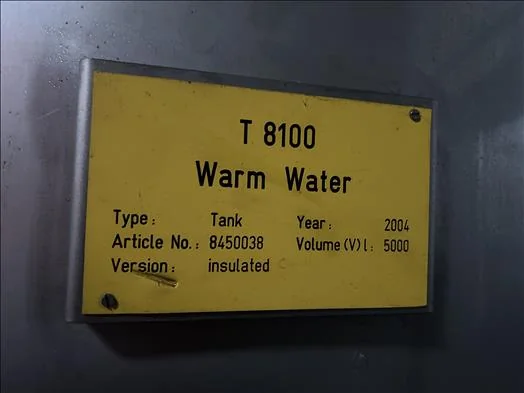 T 8100
Warm Water
Type: Tank Year: 2004
Article No.: 8450038 Volume (V) l: 5000
Version: insulated